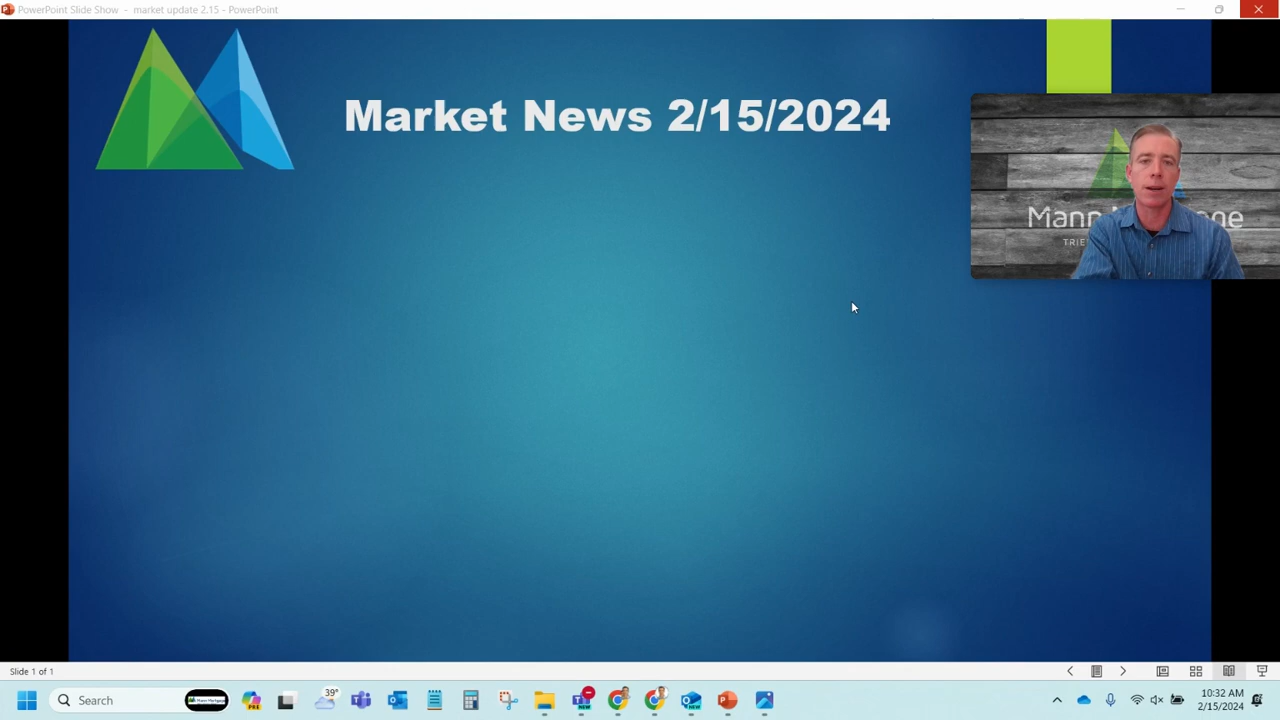 PowerPoint Slide Show - market update 2.15 - PowerPoint
Market News 2/15/2024
Slide 1 of 1
Search
39°
10:32 AM
2/15/2024